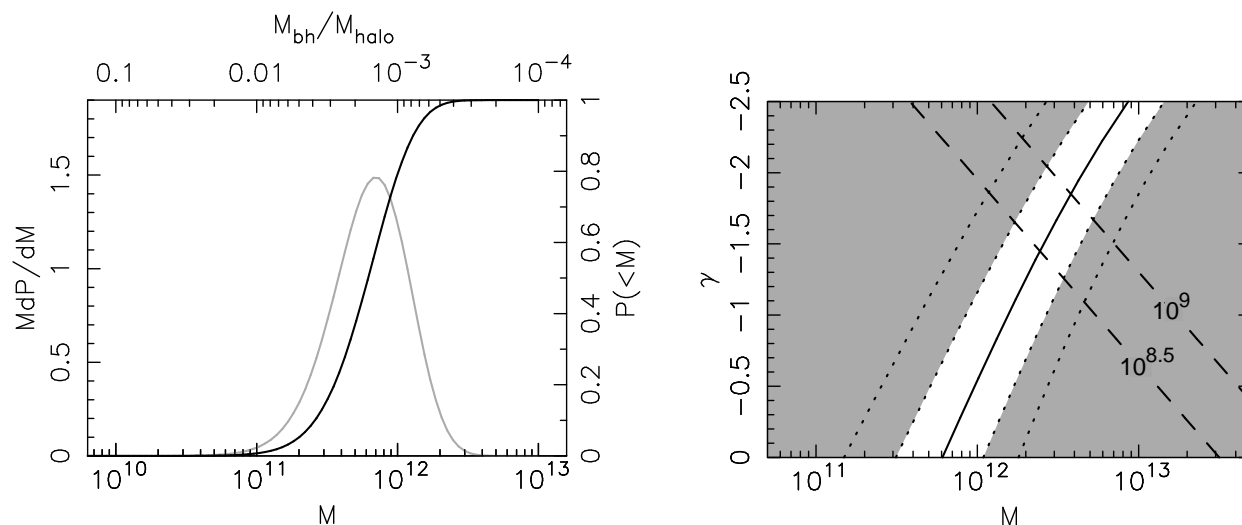 M_bh/M_halo
0.1 0.01 10^-3 10^-4
MdP/dM
0 0.5 1 1.5
P(<M)
0 0.2 0.4 0.6 0.8 1
10^10 10^11 10^12 10^13
M
γ
0 -0.5 -1 -1.5 -2 -2.5
10^9
10^8.5
10^11 10^12 10^13
M